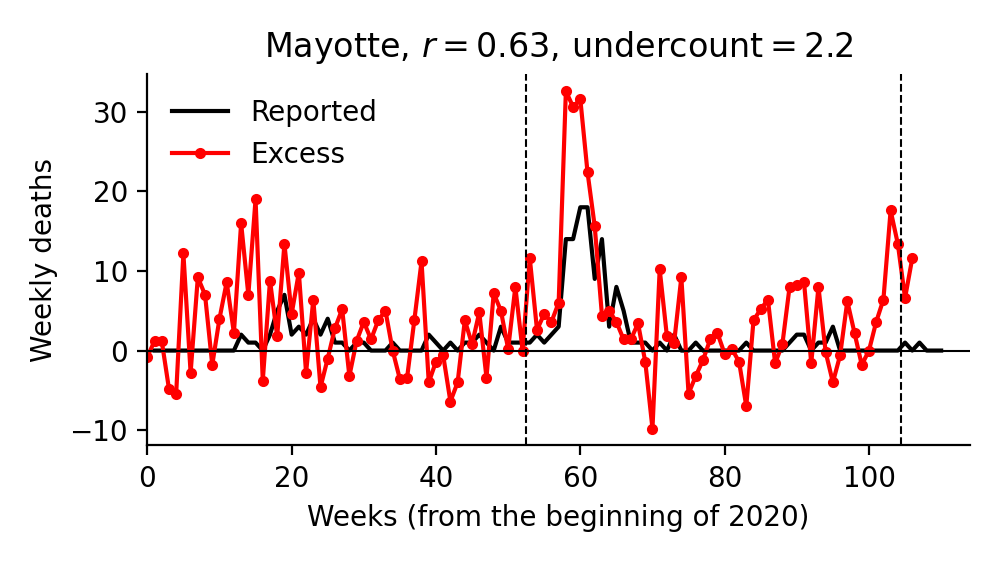 Mayotte, r = 0.63, undercount = 2.2
Reported
Excess
Weekly deaths
30
20
10
0
−10
0 20 40 60 80 100
Weeks (from the beginning of 2020)